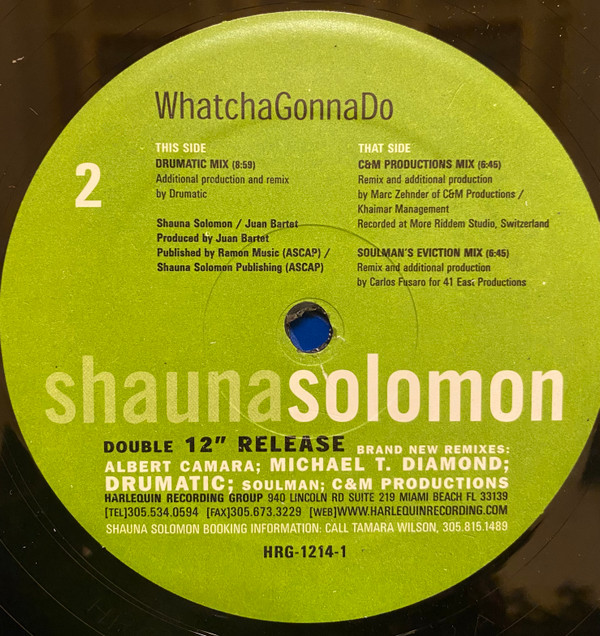 WhatchaGonnaDo
2
THIS SIDE
DRUMATIC MIX (8:59)
Additional production and remix
by Drumatic
Shauna Solomon / Juan Bartet
Produced by Juan Bartet
Published by Ramon Music (ASCAP) /
Shauna Solomon Publishing (ASCAP)
THAT SIDE
C&M PRODUCTIONS MIX (6:45)
Remix and additional production
by Marc Zehnder of C&M Productions /
Khaimar Management
Recorded at More Riddem Studio, Switzerland
SOULMAN'S EVICTION MIX (6:45)
Remix and additional production
by Carlos Fusaro for 41 East Productions
shaunasolomon
DOUBLE 12" RELEASE BRAND NEW REMIXES:
ALBERT CAMARA; MICHAEL T. DIAMOND;
DRUMATIC; SOULMAN; C&M PRODUCTIONS
HARLEQUIN RECORDING GROUP 940 LINCOLN RD SUITE 219 MIAMI BEACH FL 33139
[TEL]305.534.0594 [FAX]305.673.3229 [WEB]WWW.HARLEQUINRECORDING.COM
SHAUNA SOLOMON BOOKING INFORMATION: CALL TAMARA WILSON, 305.815.1489
HRG-1214-1